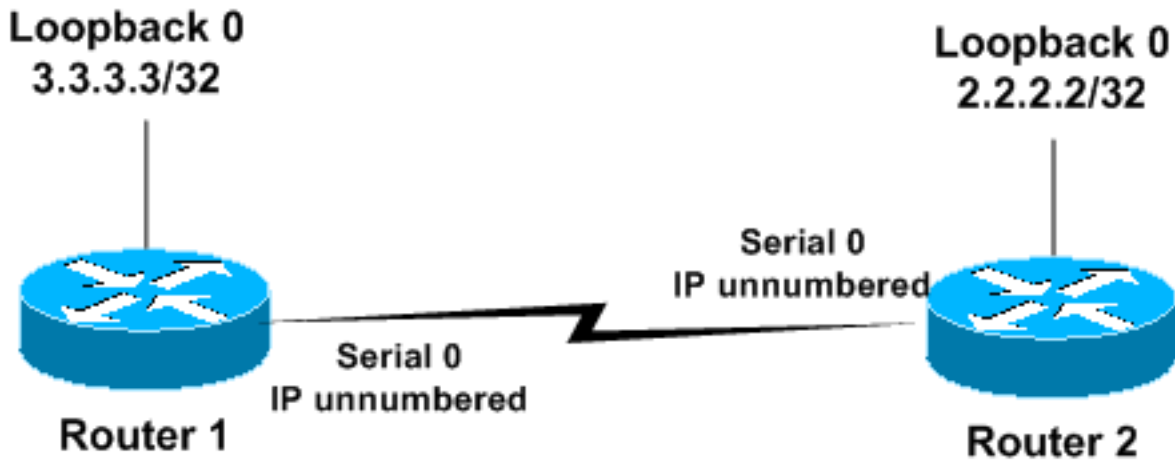 Loopback 0
3.3.3.3/32
Loopback 0
2.2.2.2/32
Serial 0
IP unnumbered
Serial 0
IP unnumbered
Router 1
Router 2